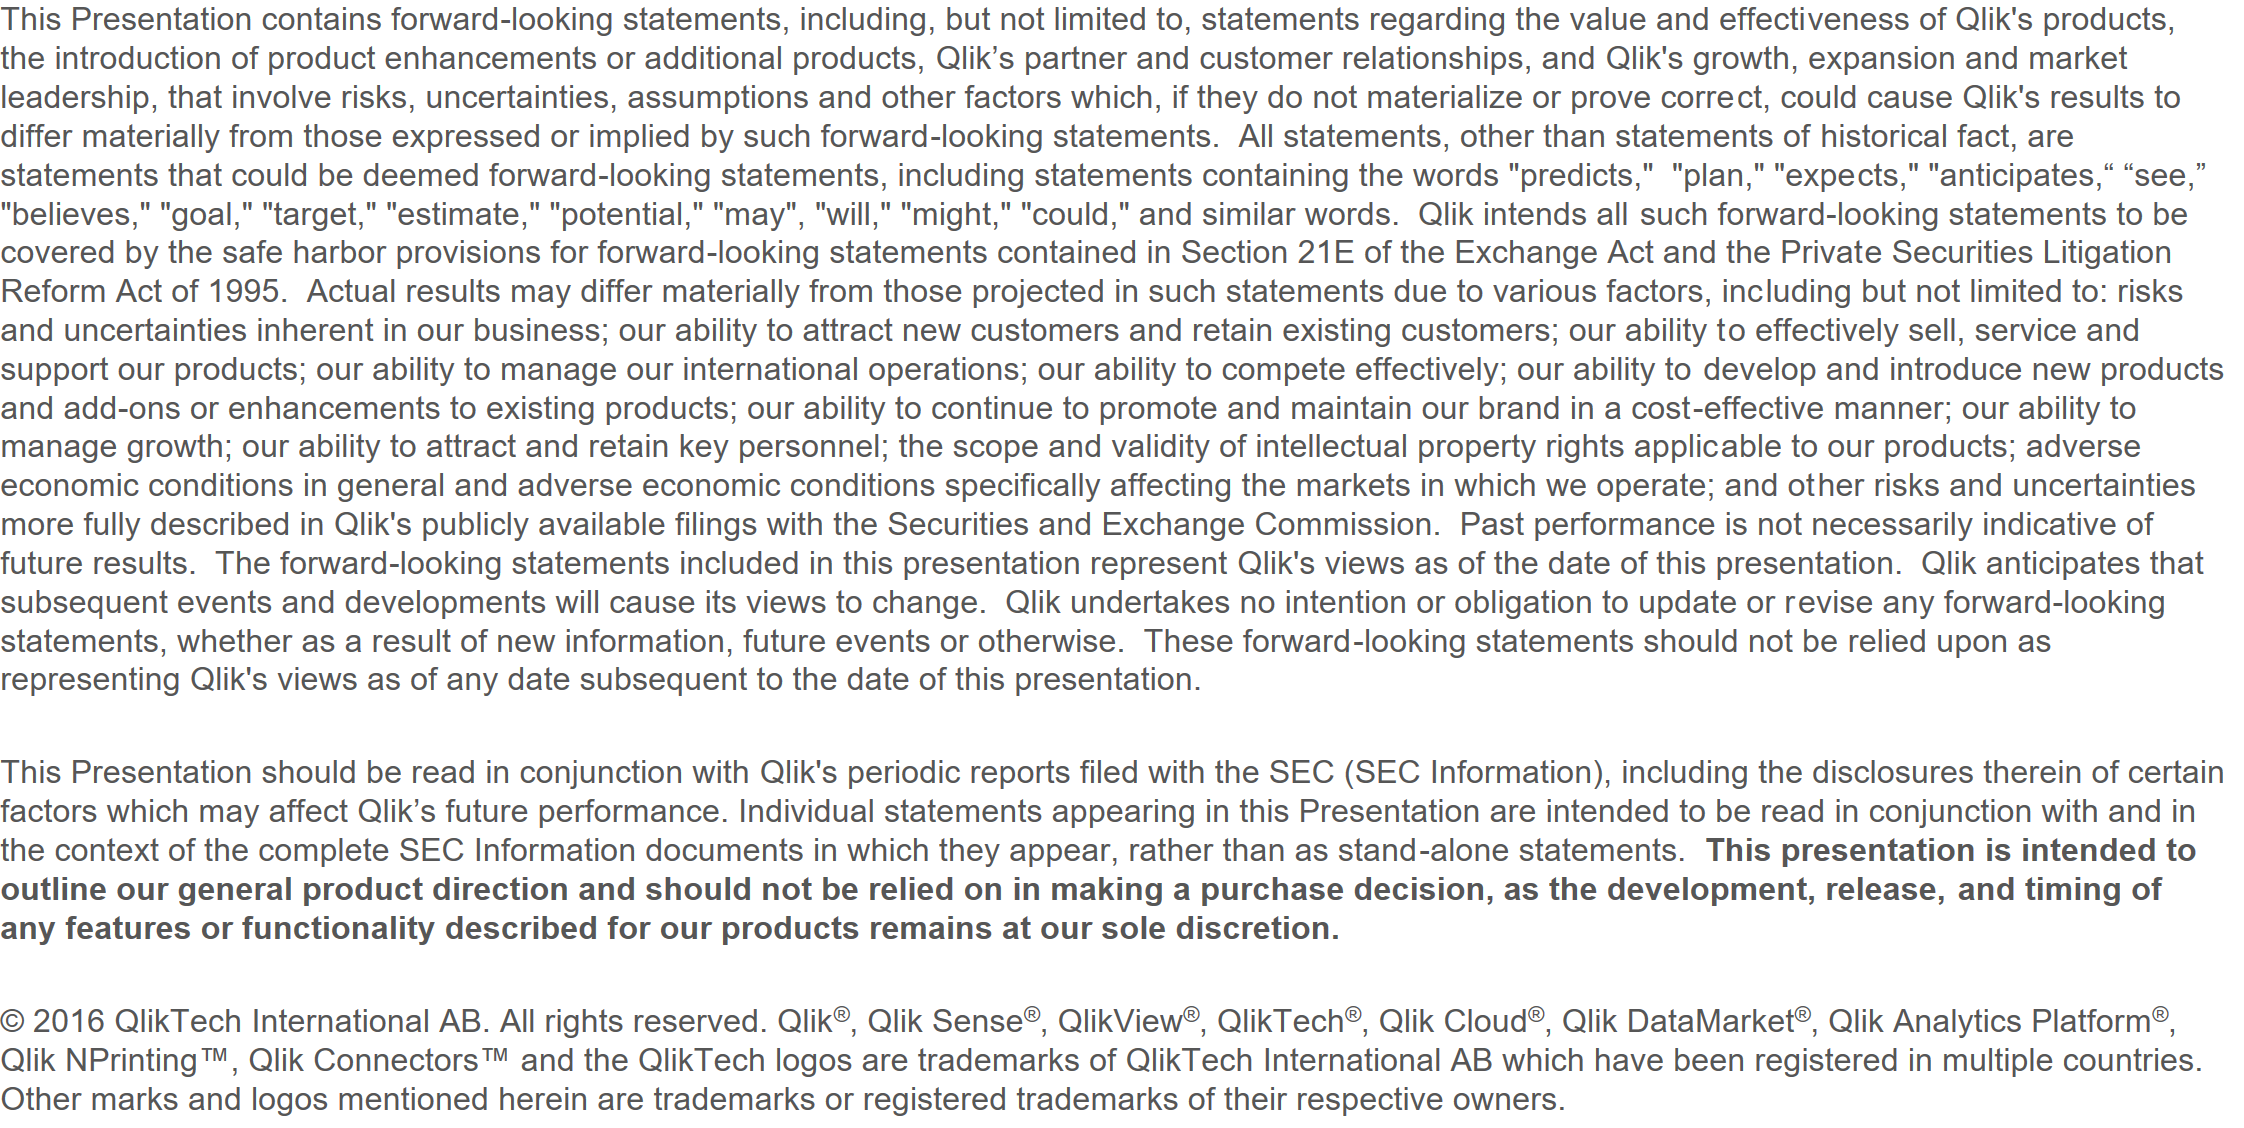 This Presentation contains forward-looking statements, including, but not limited to, statements regarding the value and effectiveness of Qlik's products,
the introduction of product enhancements or additional products, Qlik’s partner and customer relationships, and Qlik's growth, expansion and market
leadership, that involve risks, uncertainties, assumptions and other factors which, if they do not materialize or prove correct, could cause Qlik's results to
differ materially from those expressed or implied by such forward-looking statements.  All statements, other than statements of historical fact, are
statements that could be deemed forward-looking statements, including statements containing the words "predicts,"  "plan," "expects," "anticipates,“ “see,”
"believes," "goal," "target," "estimate," "potential," "may", "will," "might," "could," and similar words.  Qlik intends all such forward-looking statements to be
covered by the safe harbor provisions for forward-looking statements contained in Section 21E of the Exchange Act and the Private Securities Litigation
Reform Act of 1995.  Actual results may differ materially from those projected in such statements due to various factors, including but not limited to: risks
and uncertainties inherent in our business; our ability to attract new customers and retain existing customers; our ability to effectively sell, service and
support our products; our ability to manage our international operations; our ability to compete effectively; our ability to develop and introduce new products
and add-ons or enhancements to existing products; our ability to continue to promote and maintain our brand in a cost-effective manner; our ability to
manage growth; our ability to attract and retain key personnel; the scope and validity of intellectual property rights applicable to our products; adverse
economic conditions in general and adverse economic conditions specifically affecting the markets in which we operate; and other risks and uncertainties
more fully described in Qlik's publicly available filings with the Securities and Exchange Commission.  Past performance is not necessarily indicative of
future results.  The forward-looking statements included in this presentation represent Qlik's views as of the date of this presentation.  Qlik anticipates that
subsequent events and developments will cause its views to change.  Qlik undertakes no intention or obligation to update or revise any forward-looking
statements, whether as a result of new information, future events or otherwise.  These forward-looking statements should not be relied upon as
representing Qlik's views as of any date subsequent to the date of this presentation.
This Presentation should be read in conjunction with Qlik's periodic reports filed with the SEC (SEC Information), including the disclosures therein of certain
factors which may affect Qlik’s future performance. Individual statements appearing in this Presentation are intended to be read in conjunction with and in
the context of the complete SEC Information documents in which they appear, rather than as stand-alone statements.  This presentation is intended to
outline our general product direction and should not be relied on in making a purchase decision, as the development, release, and timing of
any features or functionality described for our products remains at our sole discretion.
© 2016 QlikTech International AB. All rights reserved. Qlik®, Qlik Sense®, QlikView®, QlikTech®, Qlik Cloud®, Qlik DataMarket®, Qlik Analytics Platform®,
Qlik NPrinting™, Qlik Connectors™ and the QlikTech logos are trademarks of QlikTech International AB which have been registered in multiple countries.
Other marks and logos mentioned herein are trademarks or registered trademarks of their respective owners.